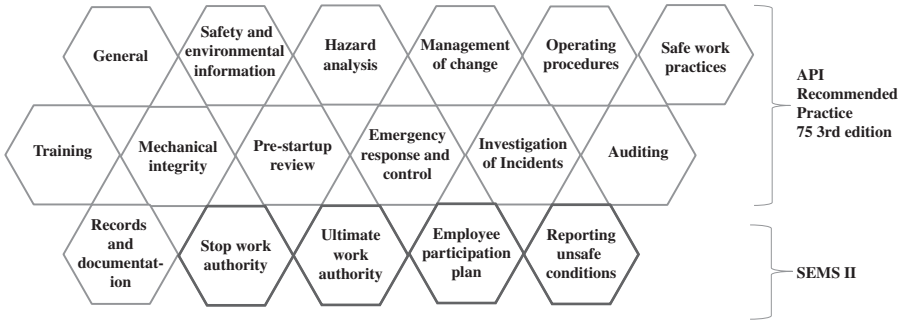 General
Safety and
environmental
information
Hazard
analysis
Management
of change
Operating
procedures
Safe work
practices
API
Recommended
Practice
75 3rd edition
Training
Mechanical
integrity
Pre-startup
review
Emergency
response and
control
Investigation
of Incidents
Auditing
Records
and
documentat-
ion
Stop work
authority
Ultimate
work
authority
Employee
participation
plan
Reporting
unsafe
conditions
SEMS II